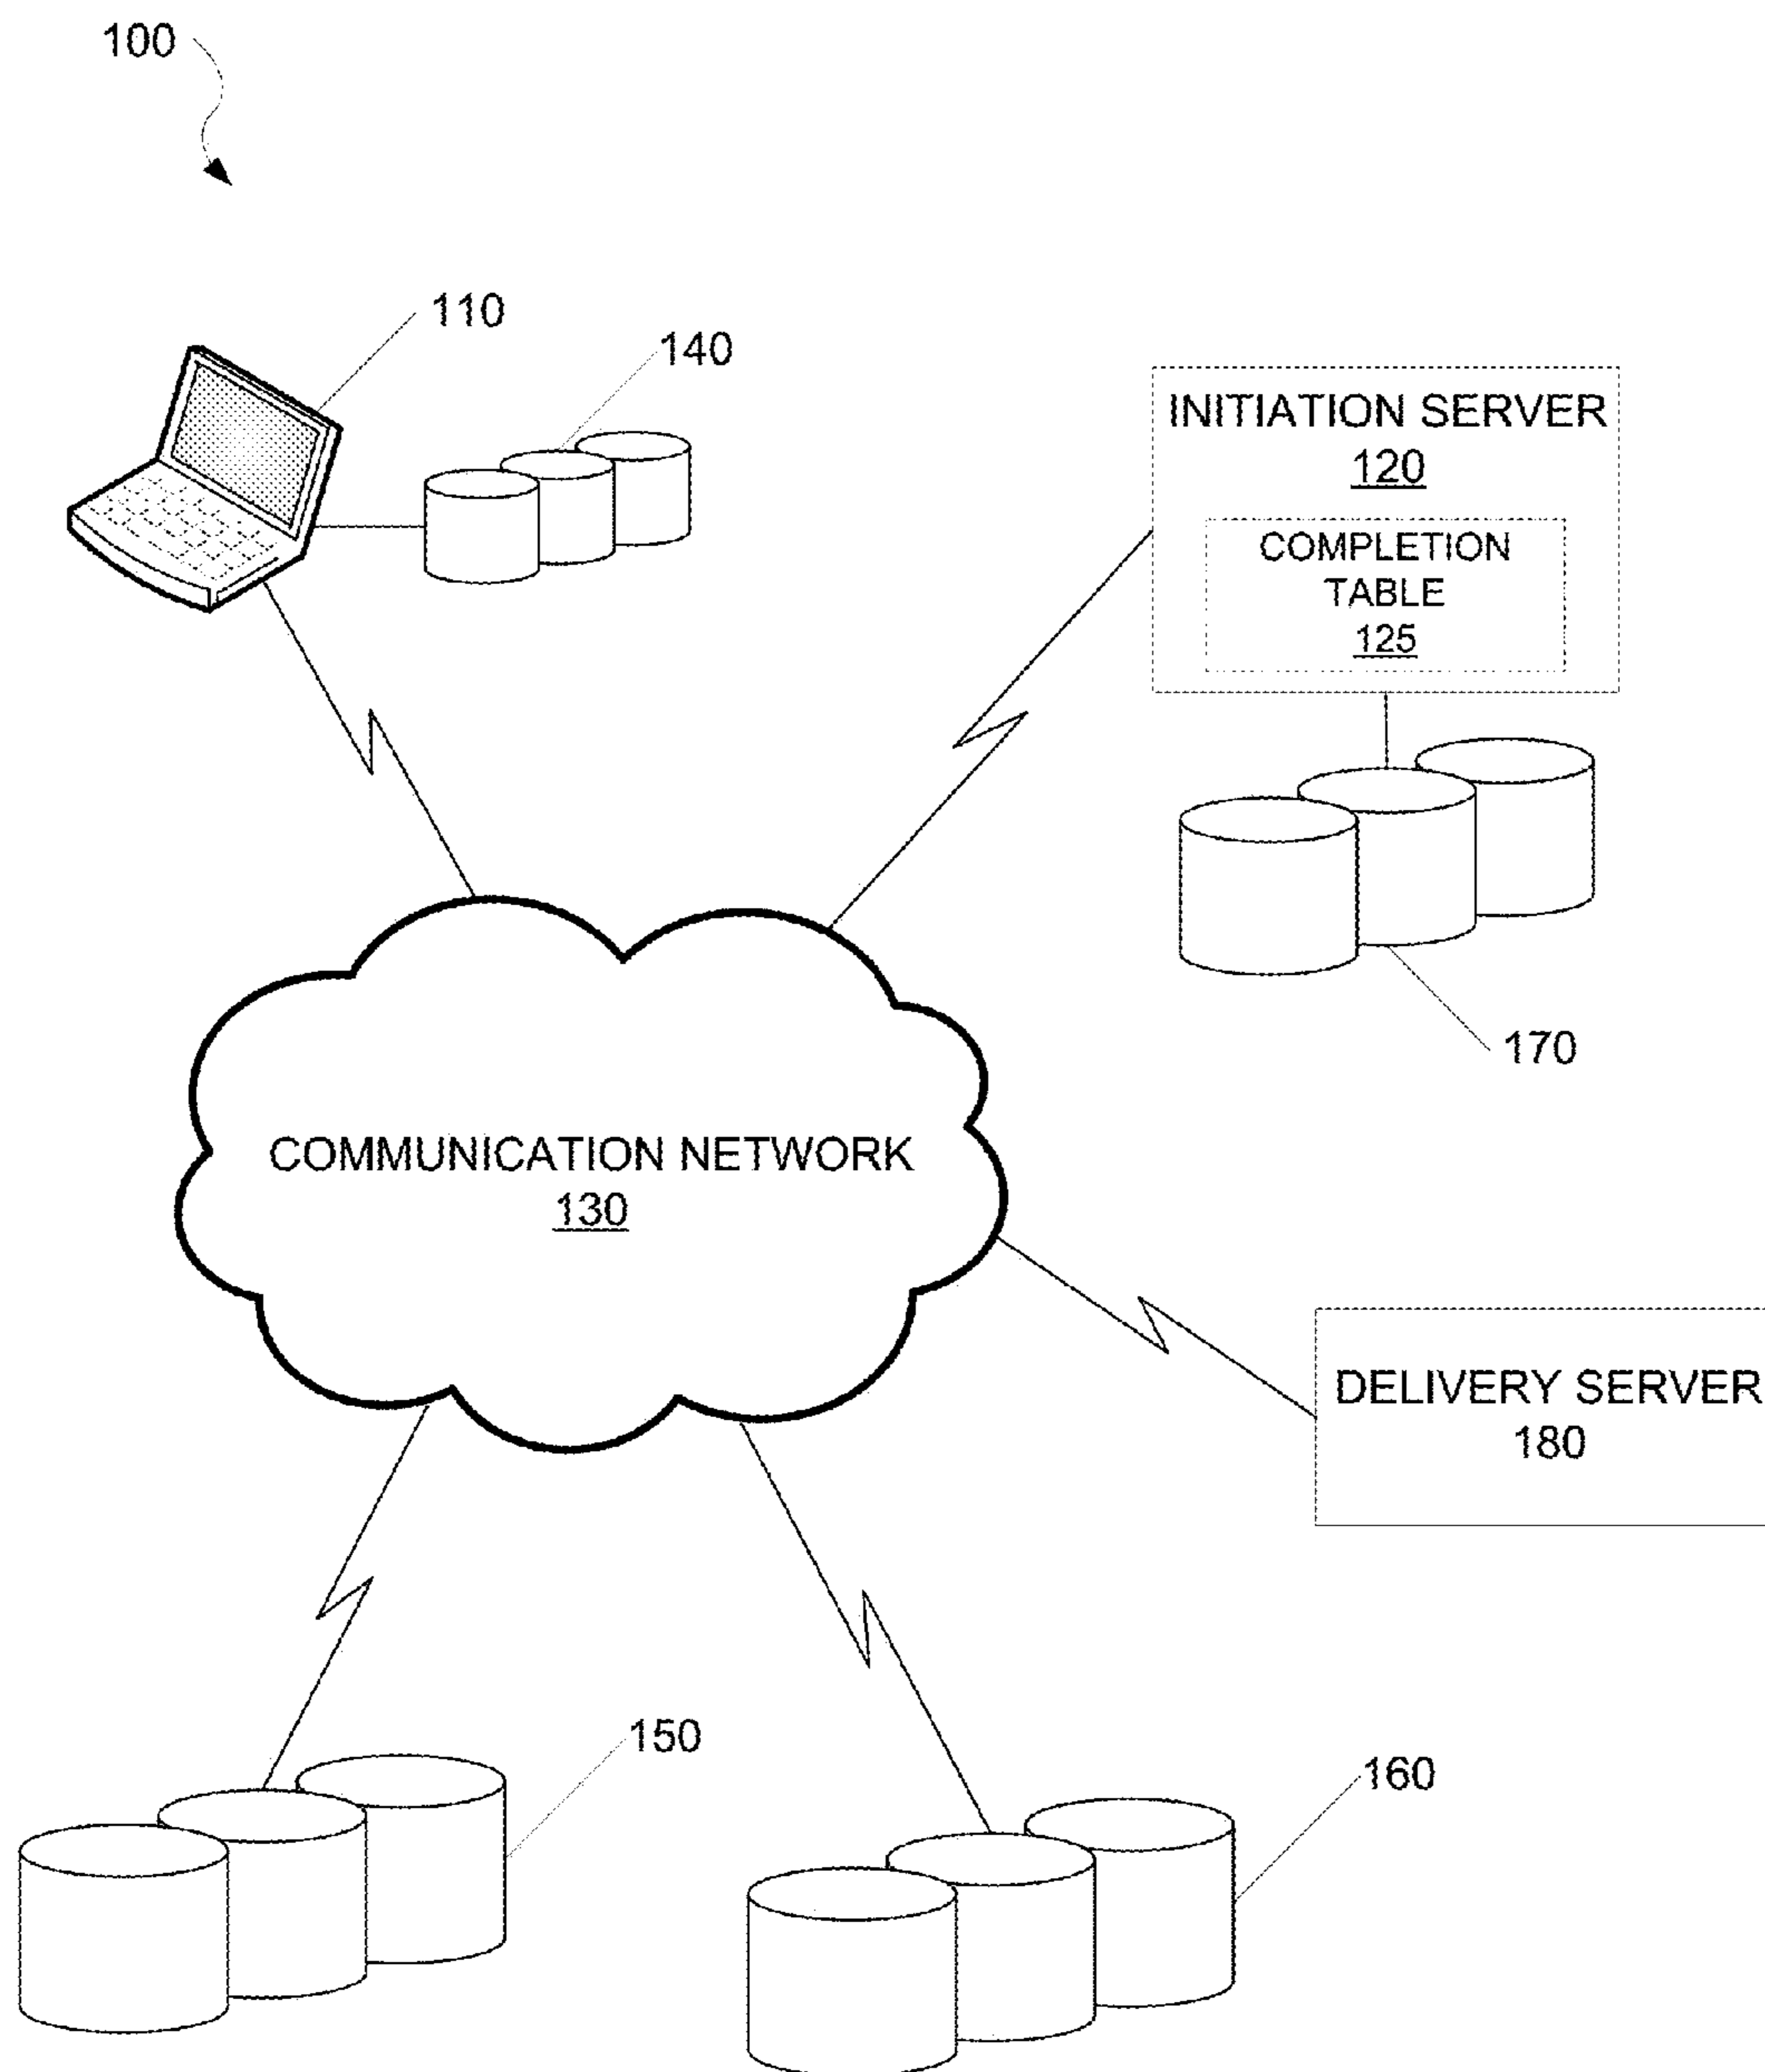 100
110
140
INITIATION SERVER
120
COMPLETION
TABLE
125
170
COMMUNICATION NETWORK
130
DELIVERY SERVER
180
150
160